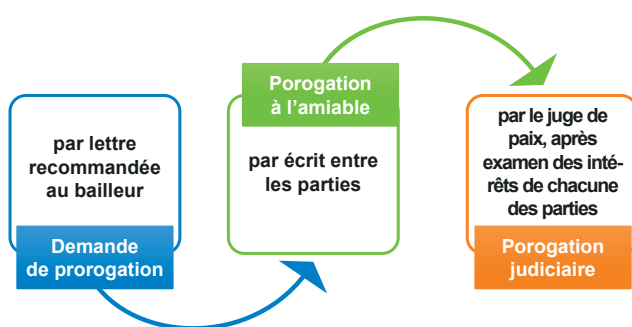 par lettre
recommandée
au bailleur
Demande
de prorogation
Porogation
à l'amiable
par écrit entre
les parties
par le juge de
paix, après
examen des inté-
rêts de chacune
des parties
Porogation
judiciaire